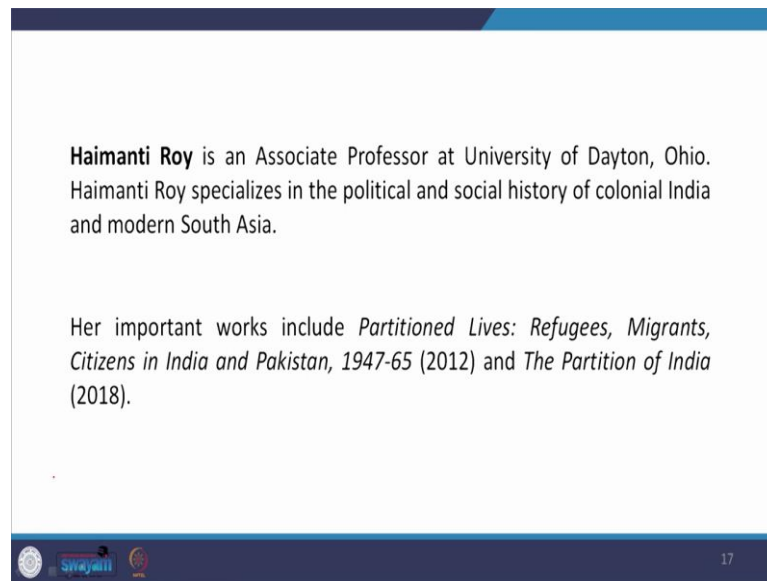 Haimanti Roy is an Associate Professor at University of Dayton, Ohio.
Haimanti Roy specializes in the political and social history of colonial India
and modern South Asia.
Her important works include Partitioned Lives: Refugees, Migrants,
Citizens in India and Pakistan, 1947-65 (2012) and The Partition of India
(2018).
swayam
17